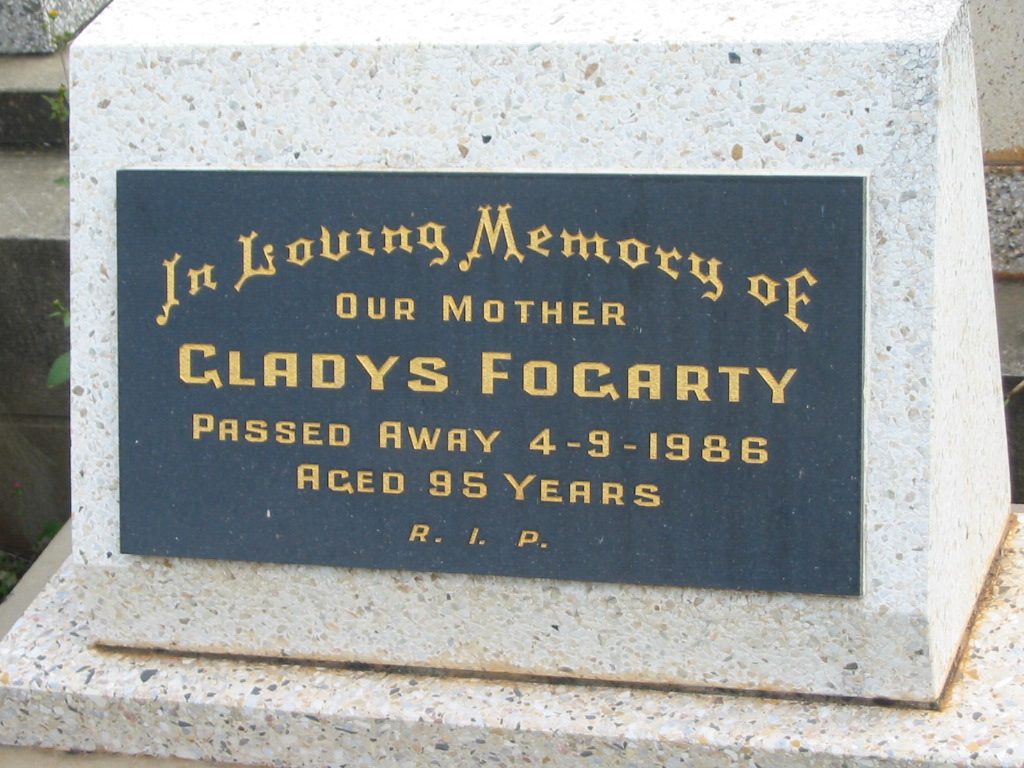 In Loving Memory of
Our Mother
Gladys Fogarty
Passed Away 4-9-1986
Aged 95 Years
R. I. P.